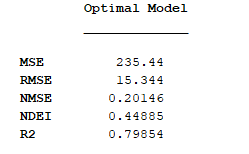 Optimal Model
MSE 235.44
RMSE 15.344
NMSE 0.20146
NDEI 0.44885
R2 0.79854